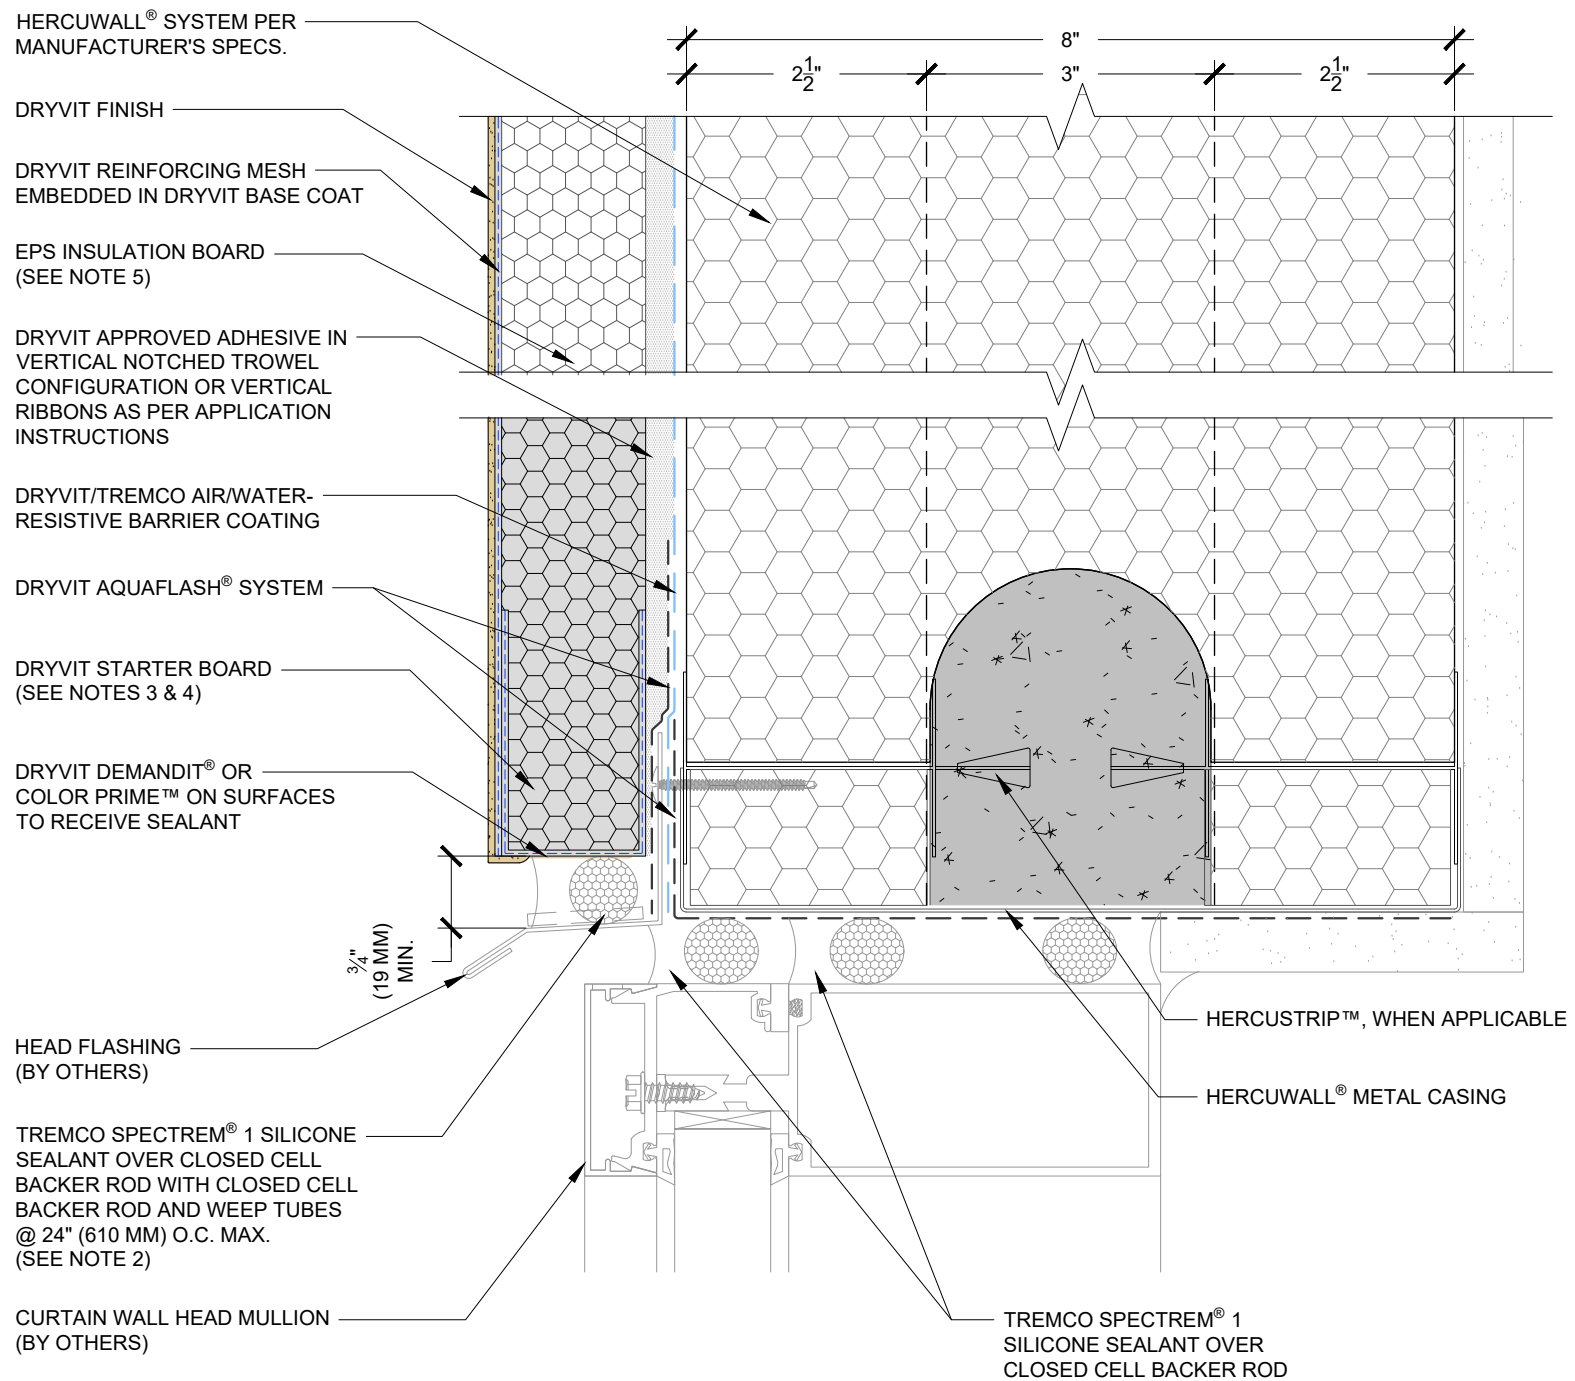 HERCUWALL® SYSTEM PER
MANUFACTURER'S SPECS.
8"
2½"
3"
2½"
DRYVIT FINISH
DRYVIT REINFORCING MESH
EMBEDDED IN DRYVIT BASE COAT
EPS INSULATION BOARD
(SEE NOTE 5)
DRYVIT APPROVED ADHESIVE IN
VERTICAL NOTCHED TROWEL
CONFIGURATION OR VERTICAL
RIBBONS AS PER APPLICATION
INSTRUCTIONS
DRYVIT/TREMCO AIR/WATER-
RESISTIVE BARRIER COATING
DRYVIT AQUAFLASH® SYSTEM
DRYVIT STARTER BOARD
(SEE NOTES 3 & 4)
DRYVIT DEMANDIT® OR
COLOR PRIME™ ON SURFACES
TO RECEIVE SEALANT
¾"
(19 MM)
MIN.
HEAD FLASHING
(BY OTHERS)
TREMCO SPECTREM® 1 SILICONE
SEALANT OVER CLOSED CELL
BACKER ROD WITH CLOSED CELL
BACKER ROD AND WEEP TUBES
@ 24" (610 MM) O.C. MAX.
(SEE NOTE 2)
CURTAIN WALL HEAD MULLION
(BY OTHERS)
HERCUSTRIP™, WHEN APPLICABLE
HERCUWALL® METAL CASING
TREMCO SPECTREM® 1
SILICONE SEALANT OVER
CLOSED CELL BACKER ROD